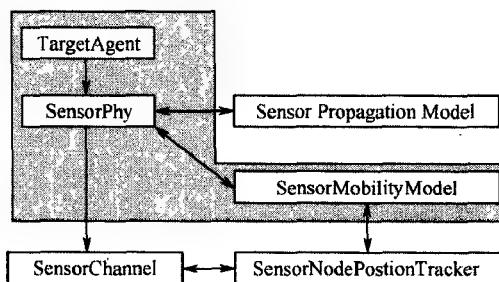 TargetAgent
SensorPhy
Sensor Propagation Model
SensorMobilityModel
SensorChannel
SensorNodePostionTracker